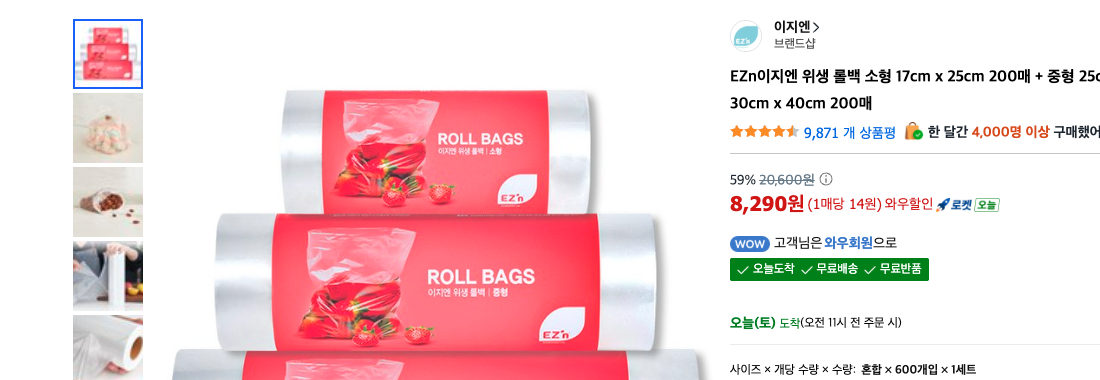 이지엔
브랜드샵
EZn이지엔 위생 롤백 소형 17cm x 25cm 200매 + 중형 25c
30cm x 40cm 200매
9,871 개 상품평 한 달간 4,000명 이상 구매했어
59% 20,600원
8,290원 (1매당 14원) 와우할인 로켓 오늘
WOW 고객님은 와우회원으로
오늘도착 무료배송 무료반품
오늘(토) 도착(오전 11시 전 주문 시)
사이즈 × 개당 수량 × 수량: 혼합 × 600개입 × 1세트
EZ'n
ROLL BAGS
이지엔 위생 롤백 | 소형
EZ'n
ROLL BAGS
이지엔 위생 롤백 | 중형
EZ'n